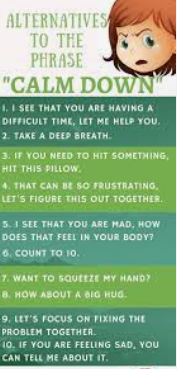 ALTERNATIVES
TO THE
PHRASE
"CALM DOWN"
1. I SEE THAT YOU ARE HAVING A
DIFFICULT TIME, LET ME HELP YOU.
2. TAKE A DEEP BREATH.
3. IF YOU NEED TO HIT SOMETHING,
HIT THIS PILLOW.
4. THAT CAN BE SO FRUSTRATING,
LET'S FIGURE THIS OUT TOGETHER.
5. I SEE THAT YOU ARE MAD, HOW
DOES THAT FEEL IN YOUR BODY?
6. COUNT TO 10.
7. WANT TO SQUEEZE MY HAND?
8. HOW ABOUT A BIG HUG.
9. LET'S FOCUS ON FIXING THE
PROBLEM TOGETHER.
10. IF YOU ARE FEELING SAD, YOU
CAN TELL ME ABOUT IT.